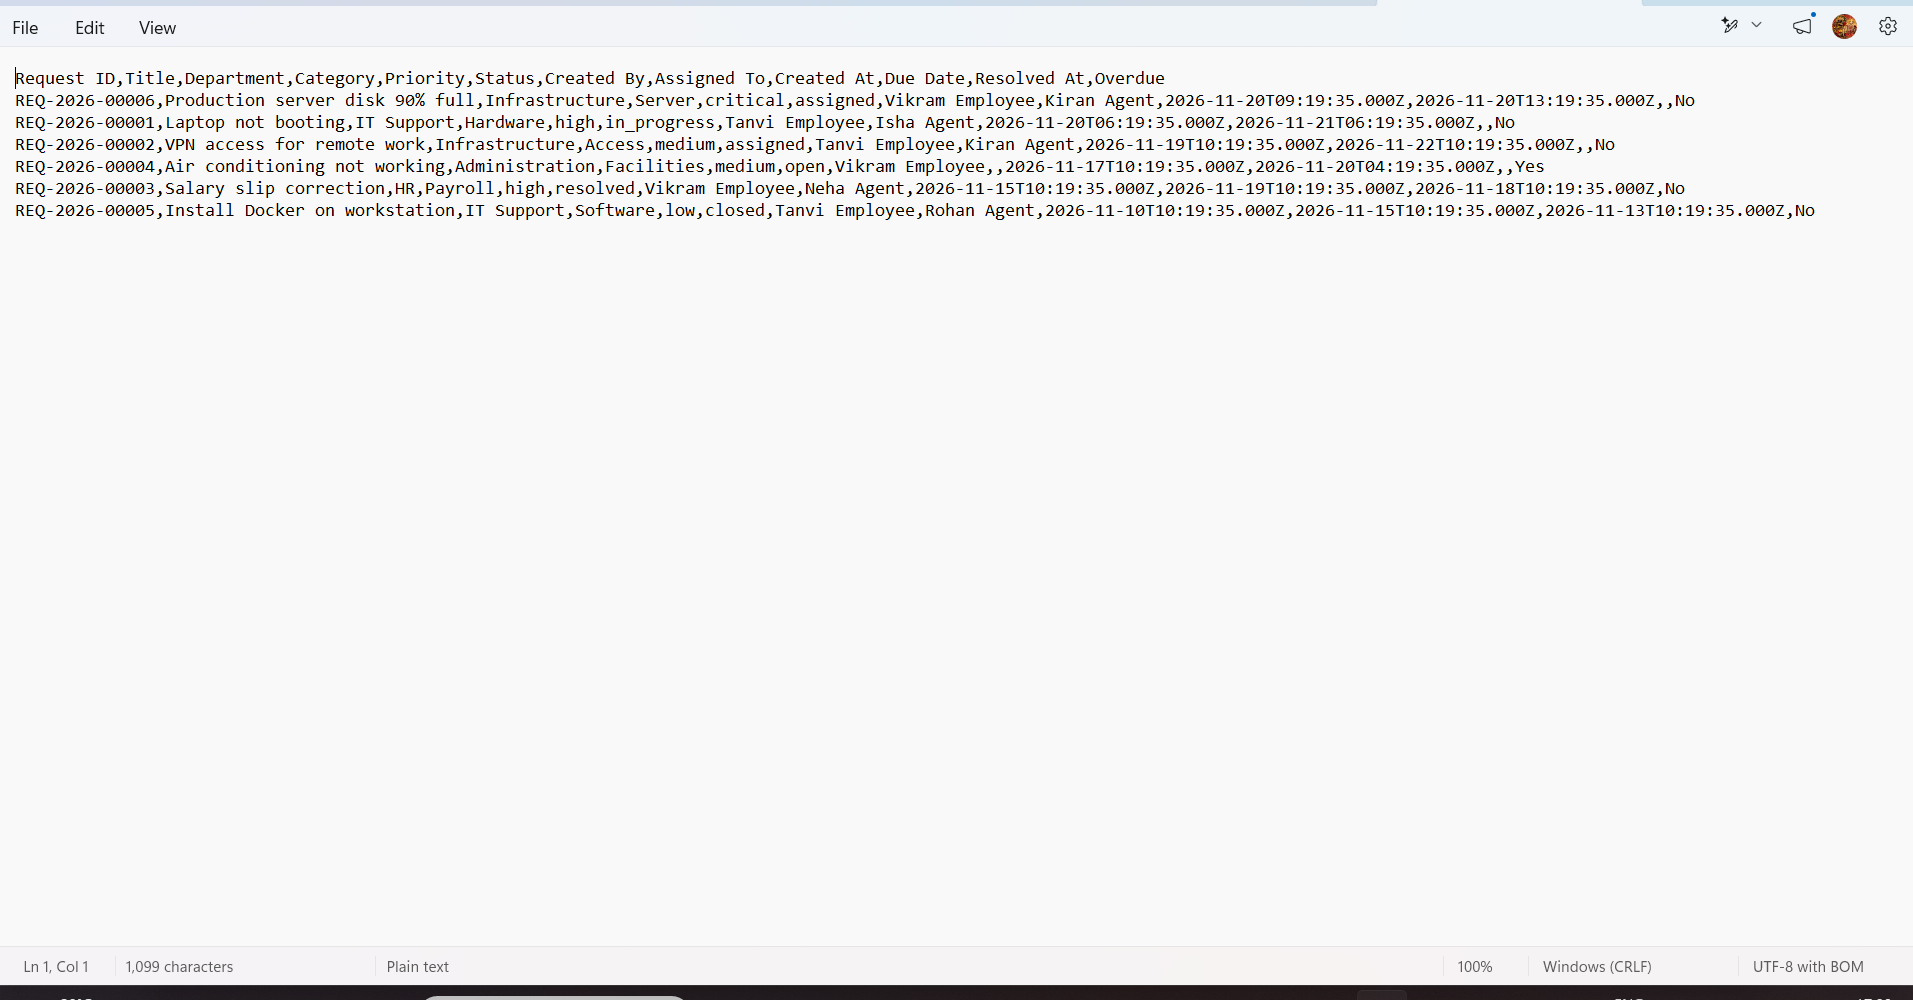 File Edit View
Request ID,Title,Department,Category,Priority,Status,Created By,Assigned To,Created At,Due Date,Resolved At,Overdue
REQ-2026-00006,Production server disk 90% full,Infrastructure,Server,critical,assigned,Vikram Employee,Kiran Agent,2026-11-20T09:19:35.000Z,2026-11-20T13:19:35.000Z,,No
REQ-2026-00001,Laptop not booting,IT Support,Hardware,high,in_progress,Tanvi Employee,Isha Agent,2026-11-20T06:19:35.000Z,2026-11-21T06:19:35.000Z,,No
REQ-2026-00002,VPN access for remote work,Infrastructure,Access,medium,assigned,Tanvi Employee,Kiran Agent,2026-11-19T10:19:35.000Z,2026-11-22T10:19:35.000Z,,No
REQ-2026-00004,Air conditioning not working,Administration,Facilities,medium,open,Vikram Employee,,2026-11-17T10:19:35.000Z,2026-11-20T04:19:35.000Z,,Yes
REQ-2026-00003,Salary slip correction,HR,Payroll,high,resolved,Vikram Employee,Neha Agent,2026-11-15T10:19:35.000Z,2026-11-19T10:19:35.000Z,2026-11-18T10:19:35.000Z,No
REQ-2026-00005,Install Docker on workstation,IT Support,Software,low,closed,Tanvi Employee,Rohan Agent,2026-11-10T10:19:35.000Z,2026-11-15T10:19:35.000Z,2026-11-13T10:19:35.000Z,No
Ln 1, Col 1 1,099 characters Plain text 100% Windows (CRLF) UTF-8 with BOM